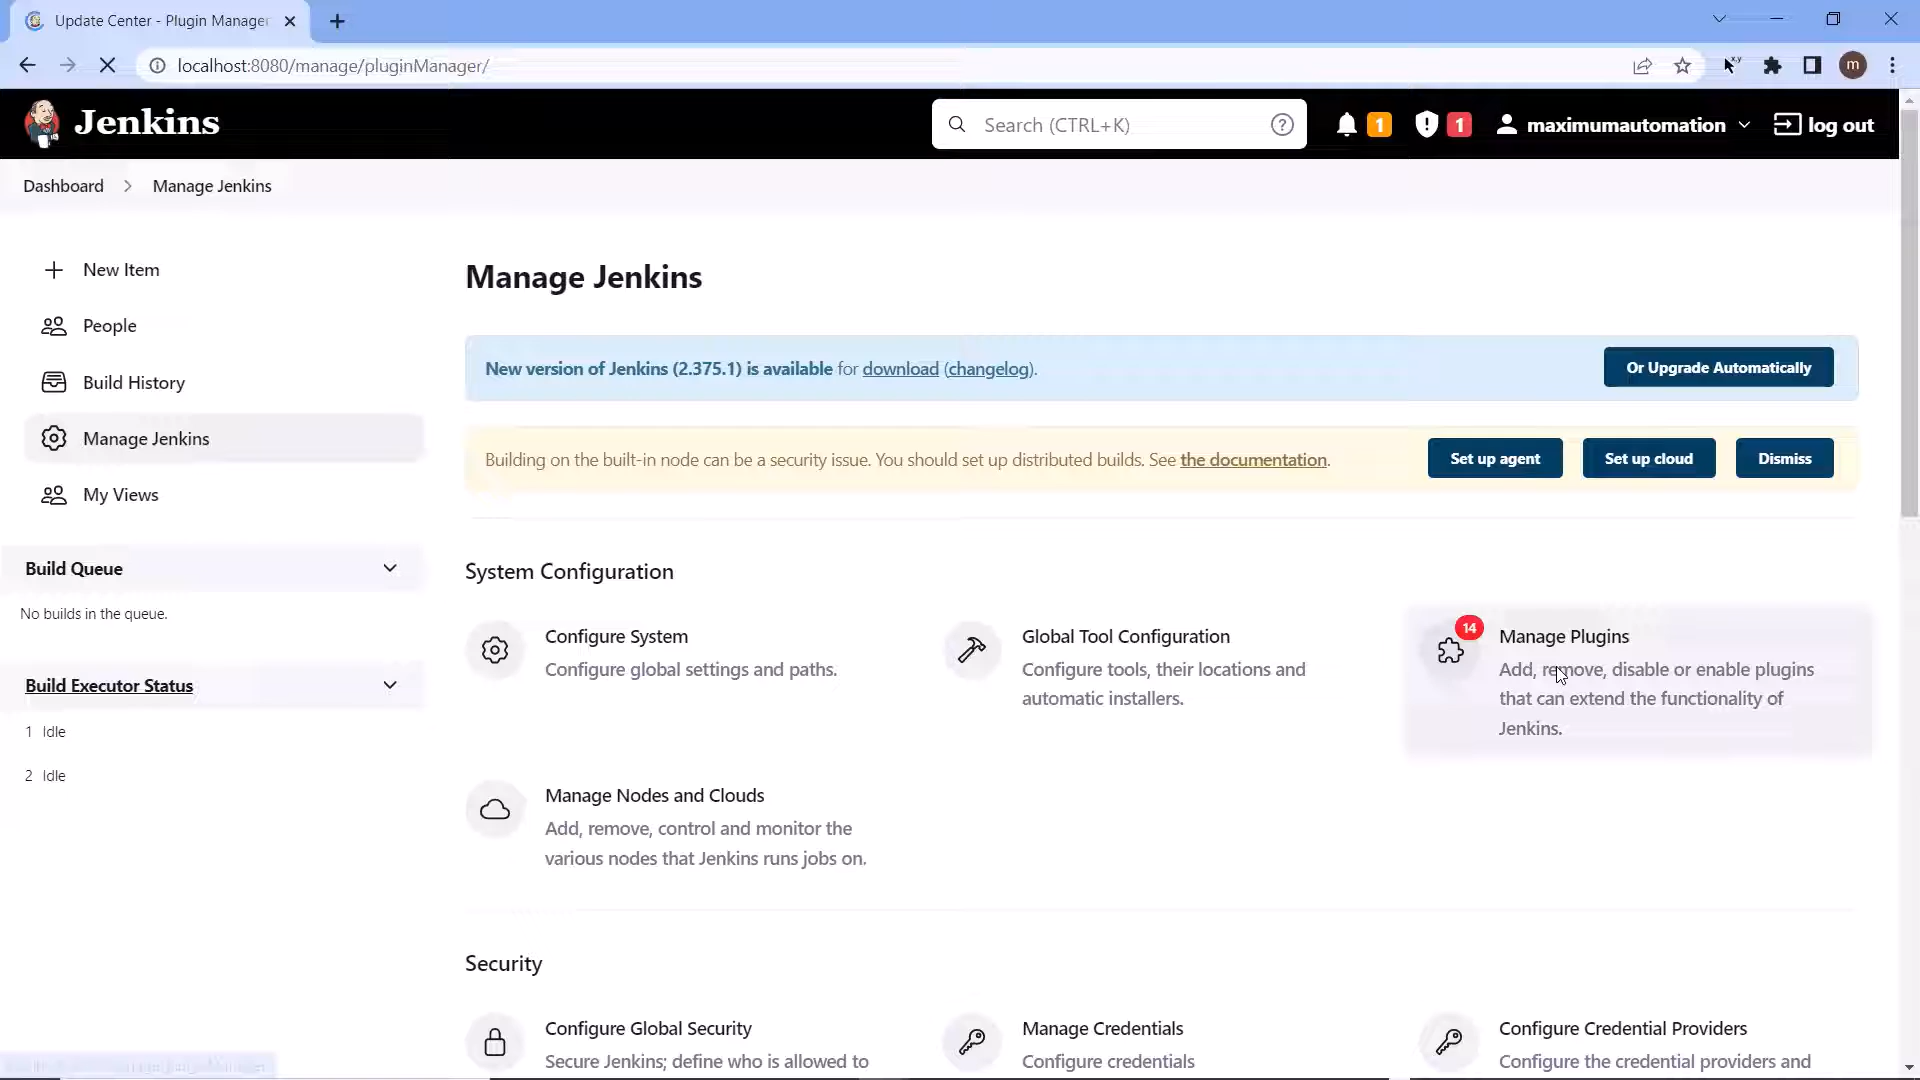 Update Center - Plugin Manager
localhost:8080/manage/pluginManager/
m
Jenkins
Search (CTRL+K)
1
1
maximumautomation
log out
Dashboard
Manage Jenkins
New Item
People
Build History
Manage Jenkins
My Views
Build Queue
No builds in the queue.
Build Executor Status
1 Idle
2 Idle
Manage Jenkins
New version of Jenkins (2.375.1) is available for download (changelog).
Or Upgrade Automatically
Building on the built-in node can be a security issue. You should set up distributed builds. See the documentation.
Set up agent
Set up cloud
Dismiss
System Configuration
Configure System
Configure global settings and paths.
Global Tool Configuration
Configure tools, their locations and
automatic installers.
14
Manage Plugins
Add, remove, disable or enable plugins
that can extend the functionality of
Jenkins.
Manage Nodes and Clouds
Add, remove, control and monitor the
various nodes that Jenkins runs jobs on.
Security
Configure Global Security
Secure Jenkins; define who is allowed to
Manage Credentials
Configure credentials
Configure Credential Providers
Configure the credential providers and